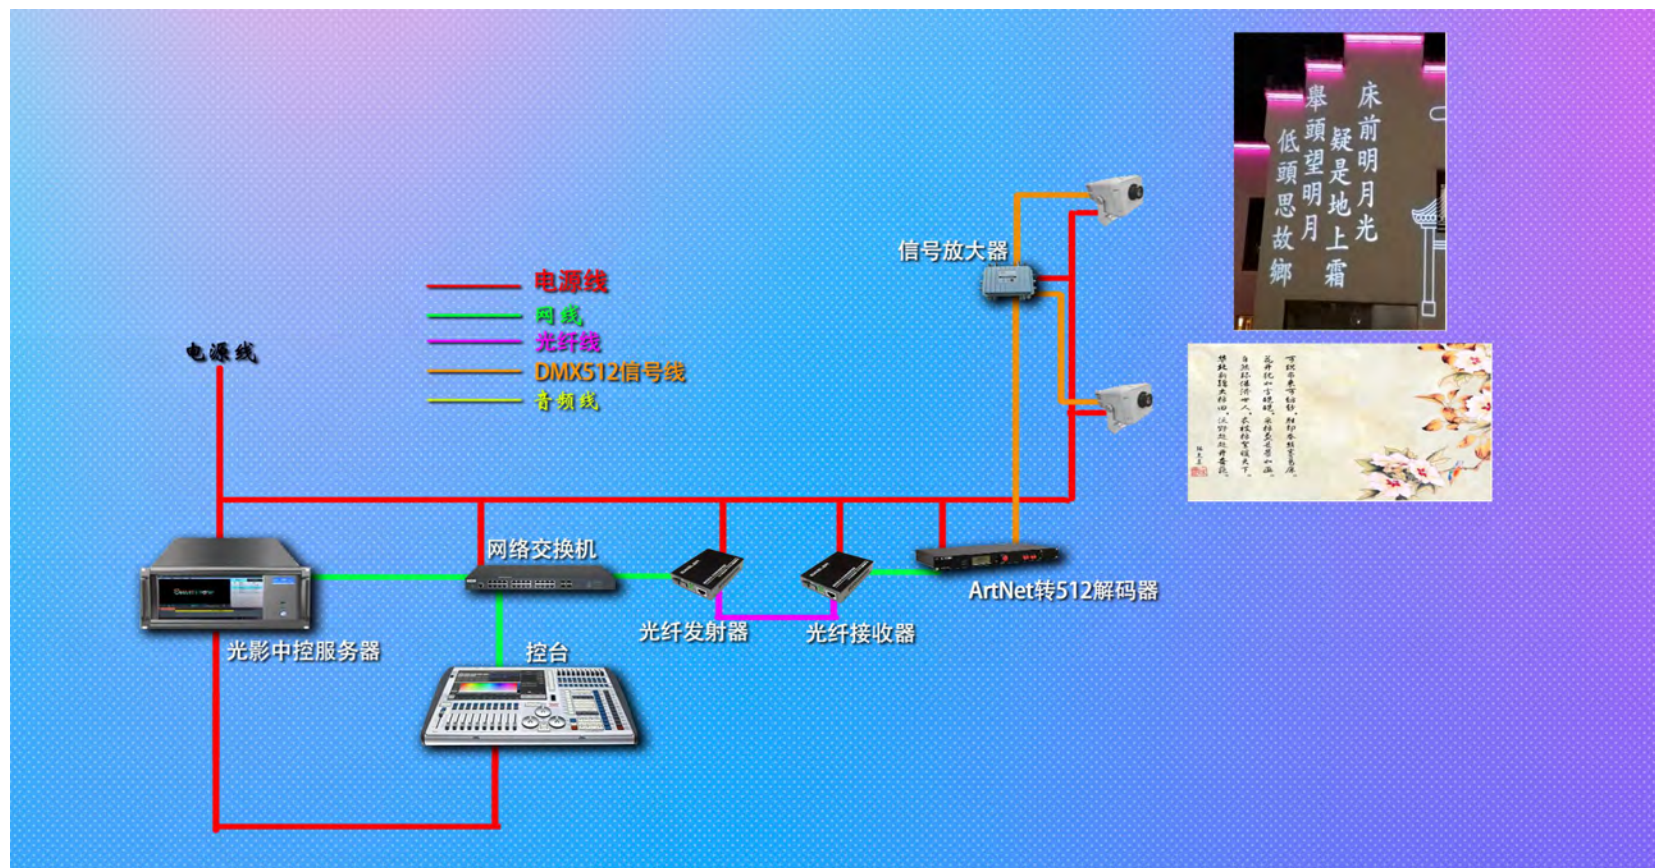 电源线
网线
光纤线
DMX512信号线
音频线
电源线
信号放大器
网络交换机
光影中控服务器
控台
光纤发射器
光纤接收器
ArtNet转512解码器
床前明月光
疑是地上霜
舉頭望明月
低頭思故鄉